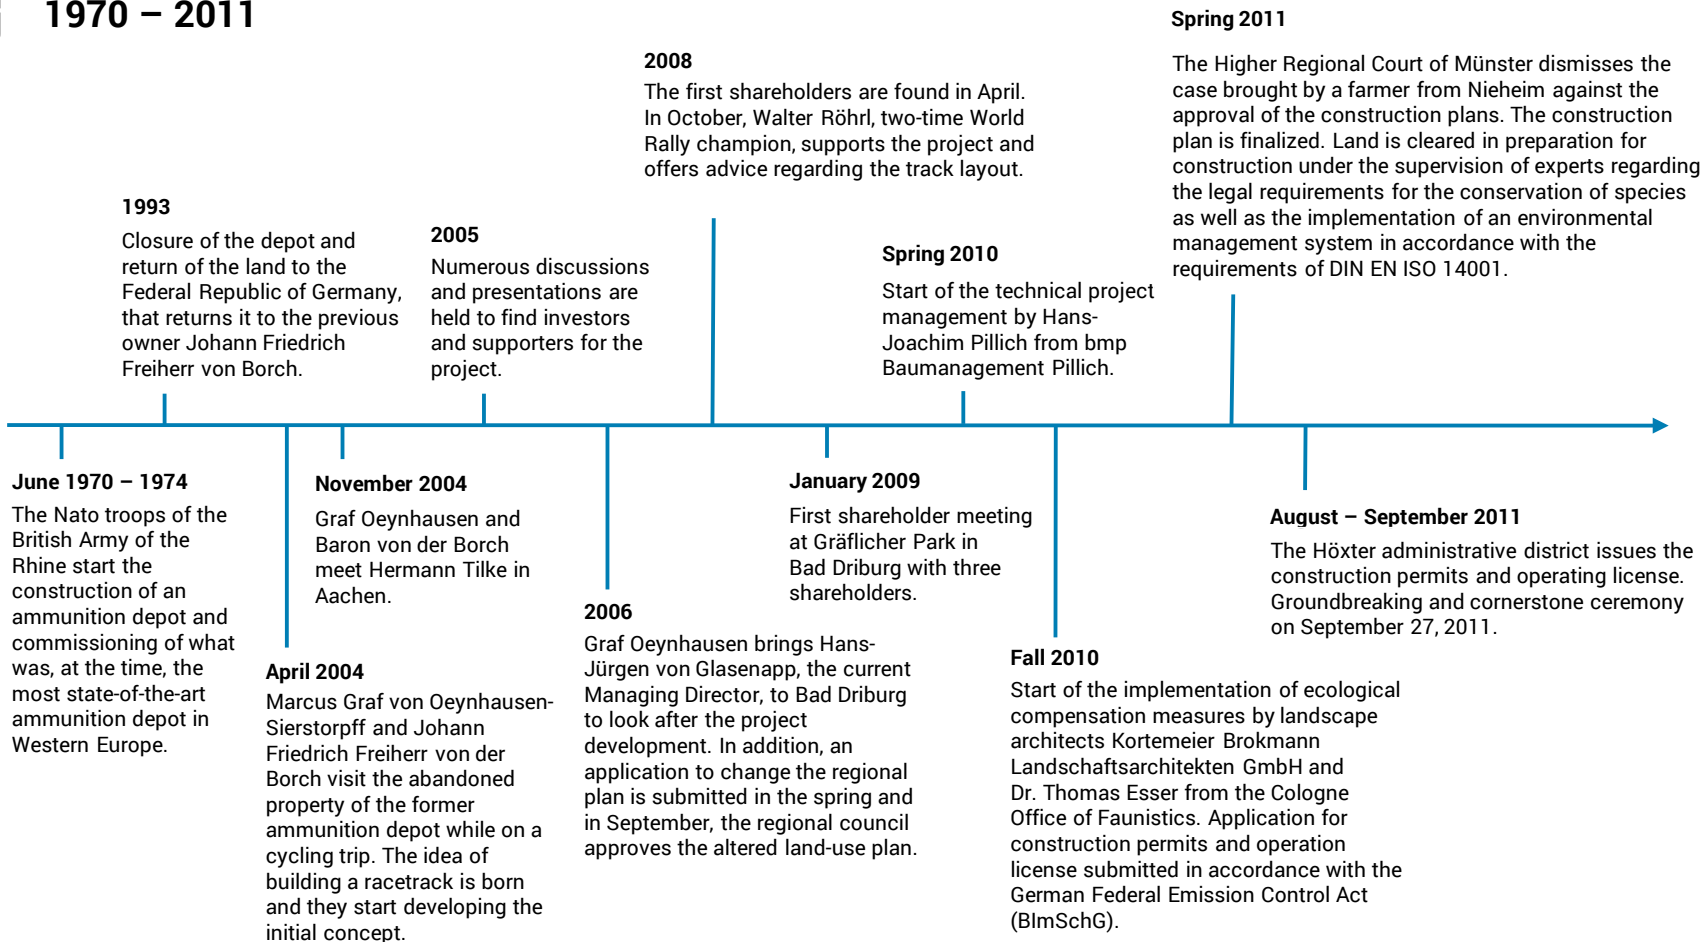 1970 – 2011
Spring 2011
The Higher Regional Court of Münster dismisses the
case brought by a farmer from Nieheim against the
approval of the construction plans. The construction
plan is finalized. Land is cleared in preparation for
construction under the supervision of experts regarding
the legal requirements for the conservation of species
as well as the implementation of an environmental
management system in accordance with the
requirements of DIN EN ISO 14001.
2008
The first shareholders are found in April.
In October, Walter Röhrl, two-time World
Rally champion, supports the project and
offers advice regarding the track layout.
1993
Closure of the depot and
return of the land to the
Federal Republic of Germany,
that returns it to the previous
owner Johann Friedrich
Freiherr von Borch.
2005
Numerous discussions
and presentations are
held to find investors
and supporters for the
project.
Spring 2010
Start of the technical project
management by Hans-
Joachim Pillich from bmp
Baumanagement Pillich.
June 1970 – 1974
The Nato troops of the
British Army of the
Rhine start the
construction of an
ammunition depot and
commissioning of what
was, at the time, the
most state-of-the-art
ammunition depot in
Western Europe.
April 2004
Marcus Graf von Oeynhausen-
Sierstorpff and Johann
Friedrich Freiherr von der
Borch visit the abandoned
property of the former
ammunition depot while on a
cycling trip. The idea of
building a racetrack is born
and they start developing the
initial concept.
November 2004
Graf Oeynhausen and
Baron von der Borch
meet Hermann Tilke in
Aachen.
2006
Graf Oeynhausen brings Hans-
Jürgen von Glasenapp, the current
Managing Director, to Bad Driburg
to look after the project
development. In addition, an
application to change the regional
plan is submitted in the spring and
in September, the regional council
approves the altered land-use plan.
January 2009
First shareholder meeting
at Gräflicher Park in
Bad Driburg with three
shareholders.
Fall 2010
Start of the implementation of ecological
compensation measures by landscape
architects Kortemeier Brokmann
Landschaftsarchitekten GmbH and
Dr. Thomas Esser from the Cologne
Office of Faunistics. Application for
construction permits and operation
license submitted in accordance with the
German Federal Emission Control Act
(BImSchG).
August – September 2011
The Höxter administrative district issues the
construction permits and operating license.
Groundbreaking and cornerstone ceremony
on September 27, 2011.